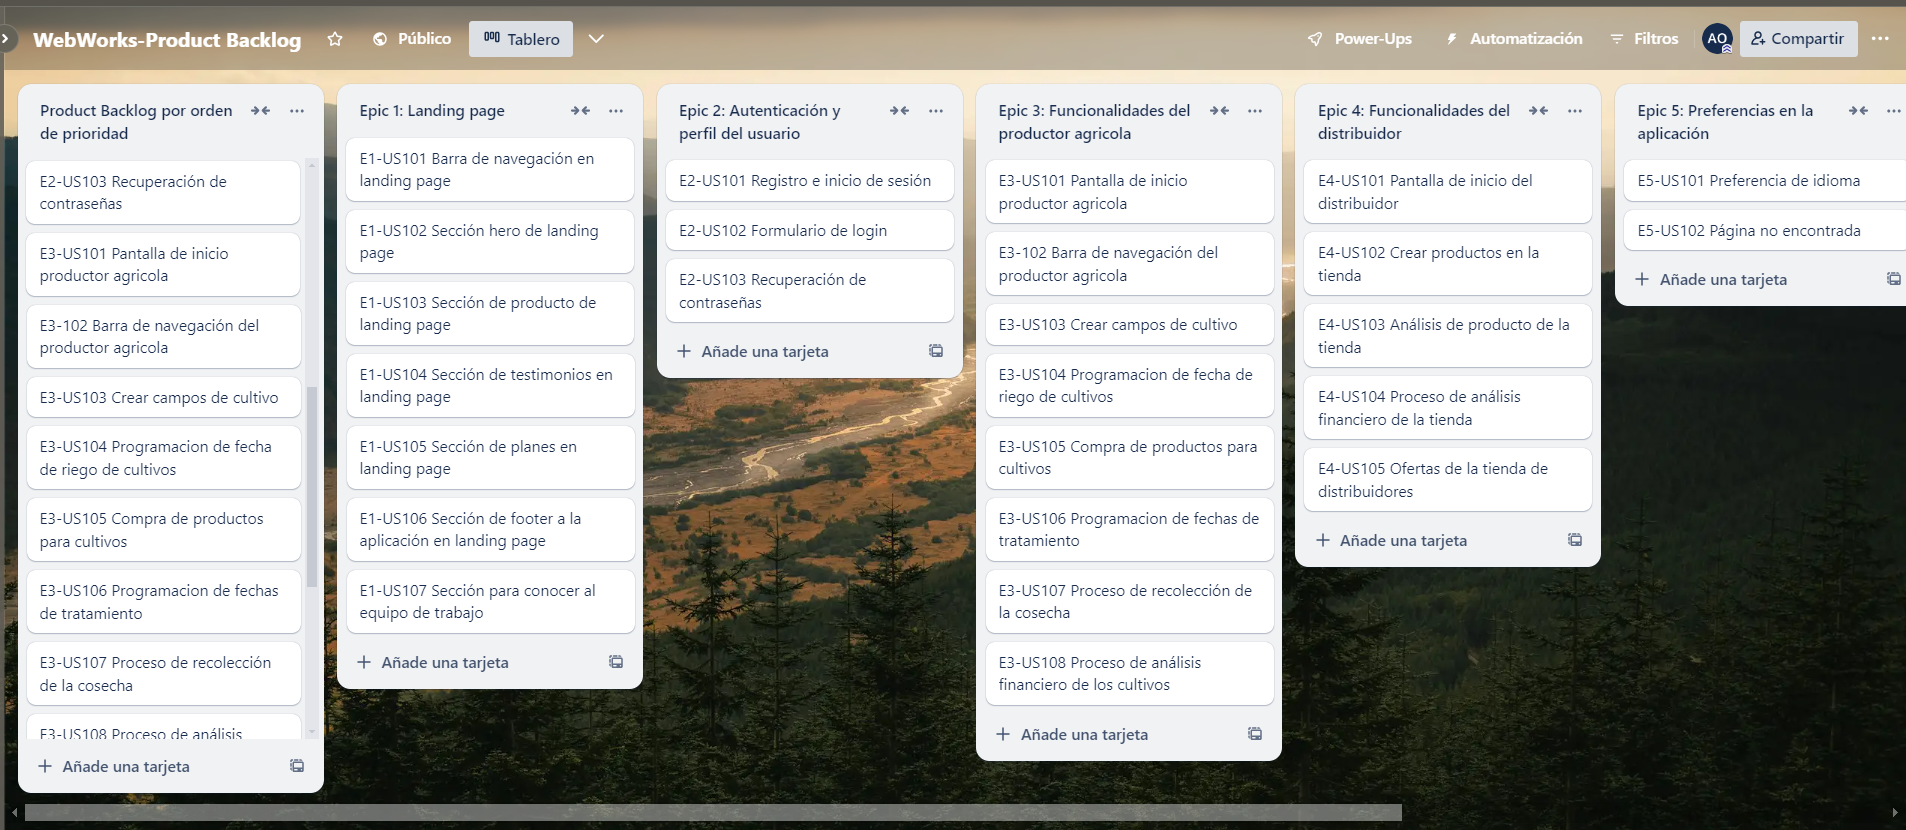 WebWorks-Product Backlog
Público
Tablero
Power-Ups
Automatización
Filtros
AO
Compartir
Product Backlog por orden
de prioridad
E2-US103 Recuperación de
contraseñas
E3-US101 Pantalla de inicio
productor agricola
E3-102 Barra de navegación del
productor agricola
E3-US103 Crear campos de cultivo
E3-US104 Programacion de fecha
de riego de cultivos
E3-US105 Compra de productos
para cultivos
E3-US106 Programacion de fechas
de tratamiento
E3-US107 Proceso de recolección
de la cosecha
E3-US108 Proceso de análisis
Añade una tarjeta
Epic 1: Landing page
E1-US101 Barra de navegación en
landing page
E1-US102 Sección hero de landing
page
E1-US103 Sección de producto de
landing page
E1-US104 Sección de testimonios en
landing page
E1-US105 Sección de planes en
landing page
E1-US106 Sección de footer a la
aplicación en landing page
E1-US107 Sección para conocer al
equipo de trabajo
Añade una tarjeta
Epic 2: Autenticación y
perfil del usuario
E2-US101 Registro e inicio de sesión
E2-US102 Formulario de login
E2-US103 Recuperación de
contraseñas
Añade una tarjeta
Epic 3: Funcionalidades del
productor agricola
E3-US101 Pantalla de inicio
productor agricola
E3-102 Barra de navegación del
productor agricola
E3-US103 Crear campos de cultivo
E3-US104 Programacion de fecha de
riego de cultivos
E3-US105 Compra de productos para
cultivos
E3-US106 Programacion de fechas de
tratamiento
E3-US107 Proceso de recolección de
la cosecha
E3-US108 Proceso de análisis
financiero de los cultivos
Añade una tarjeta
Epic 4: Funcionalidades del
distribuidor
E4-US101 Pantalla de inicio del
distribuidor
E4-US102 Crear productos en la
tienda
E4-US103 Análisis de producto de la
tienda
E4-US104 Proceso de análisis
financiero de la tienda
E4-US105 Ofertas de la tienda de
distribuidores
Añade una tarjeta
Epic 5: Preferencias en la
aplicación
E5-US101 Preferencia de idioma
E5-US102 Página no encontrada
Añade una tarjeta